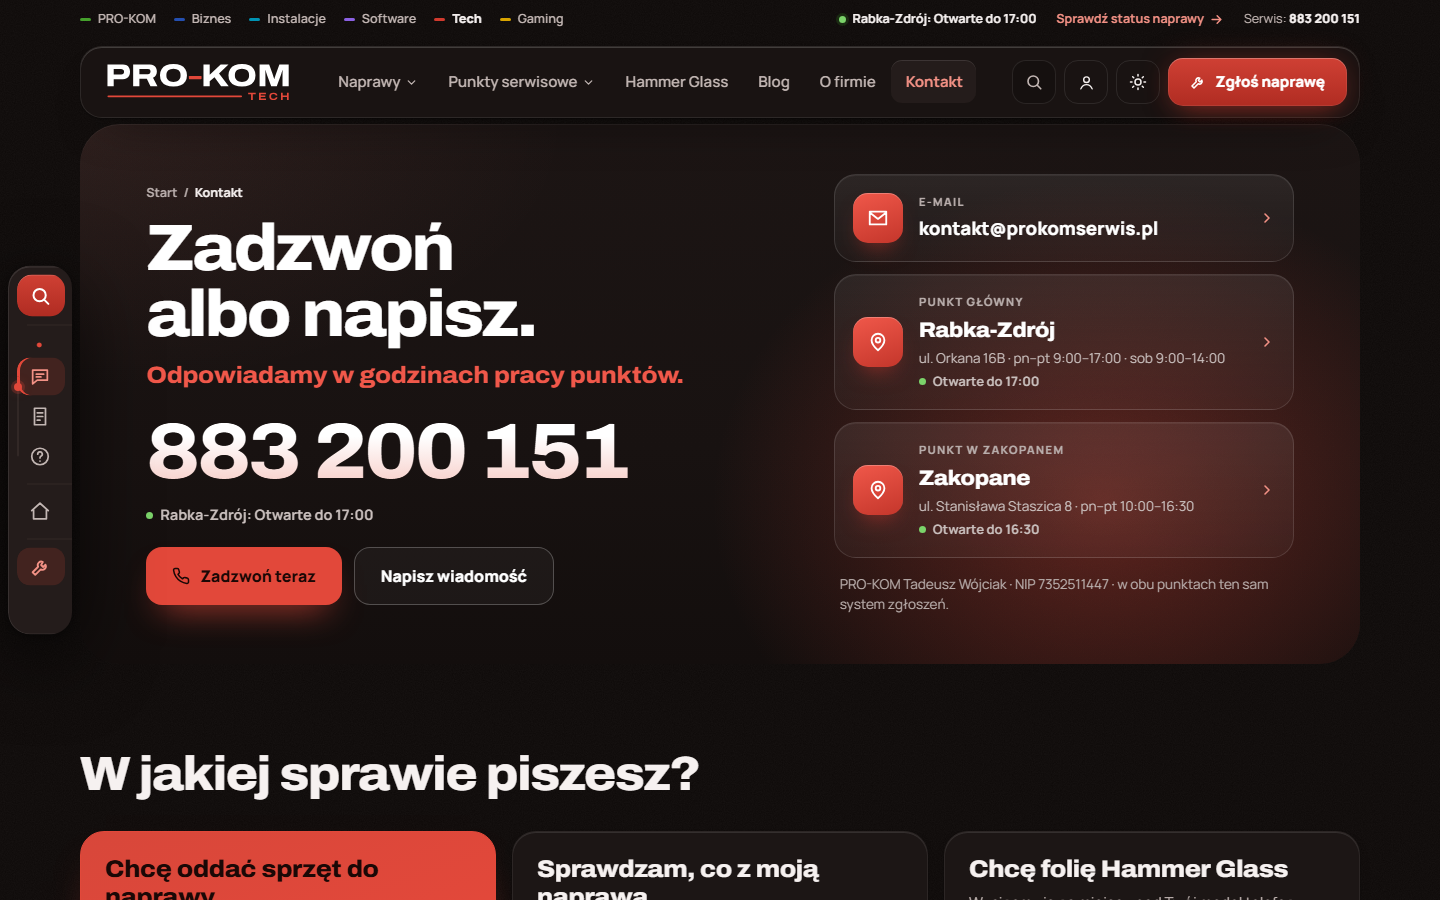 PRO-KOM
Biznes
Instalacje
Software
Tech
Gaming
Rabka-Zdrój: Otwarte do 17:00
Sprawdź status naprawy →
Serwis: 883 200 151
PRO-KOM
TECH
Naprawy
Punkty serwisowe
Hammer Glass
Blog
O firmie
Kontakt
Zgłoś naprawę
Start / Kontakt
Zadzwoń
albo napisz.
Odpowiadamy w godzinach pracy punktów.
883 200 151
Rabka-Zdrój: Otwarte do 17:00
Zadzwoń teraz
Napisz wiadomość
E-MAIL
kontakt@prokomserwis.pl
PUNKT GŁÓWNY
Rabka-Zdrój
ul. Orkana 16B · pn–pt 9:00–17:00 · sob 9:00–14:00
Otwarte do 17:00
PUNKT W ZAKOPANEM
Zakopane
ul. Stanisława Staszica 8 · pn–pt 10:00–16:30
Otwarte do 16:30
PRO-KOM Tadeusz Wójciak · NIP 7352511447 · w obu punktach ten sam
system zgłoszeń.
W jakiej sprawie piszesz?
Chcę oddać sprzęt do
naprawy
Sprawdzam, co z moją
naprawą
Chcę folię Hammer Glass